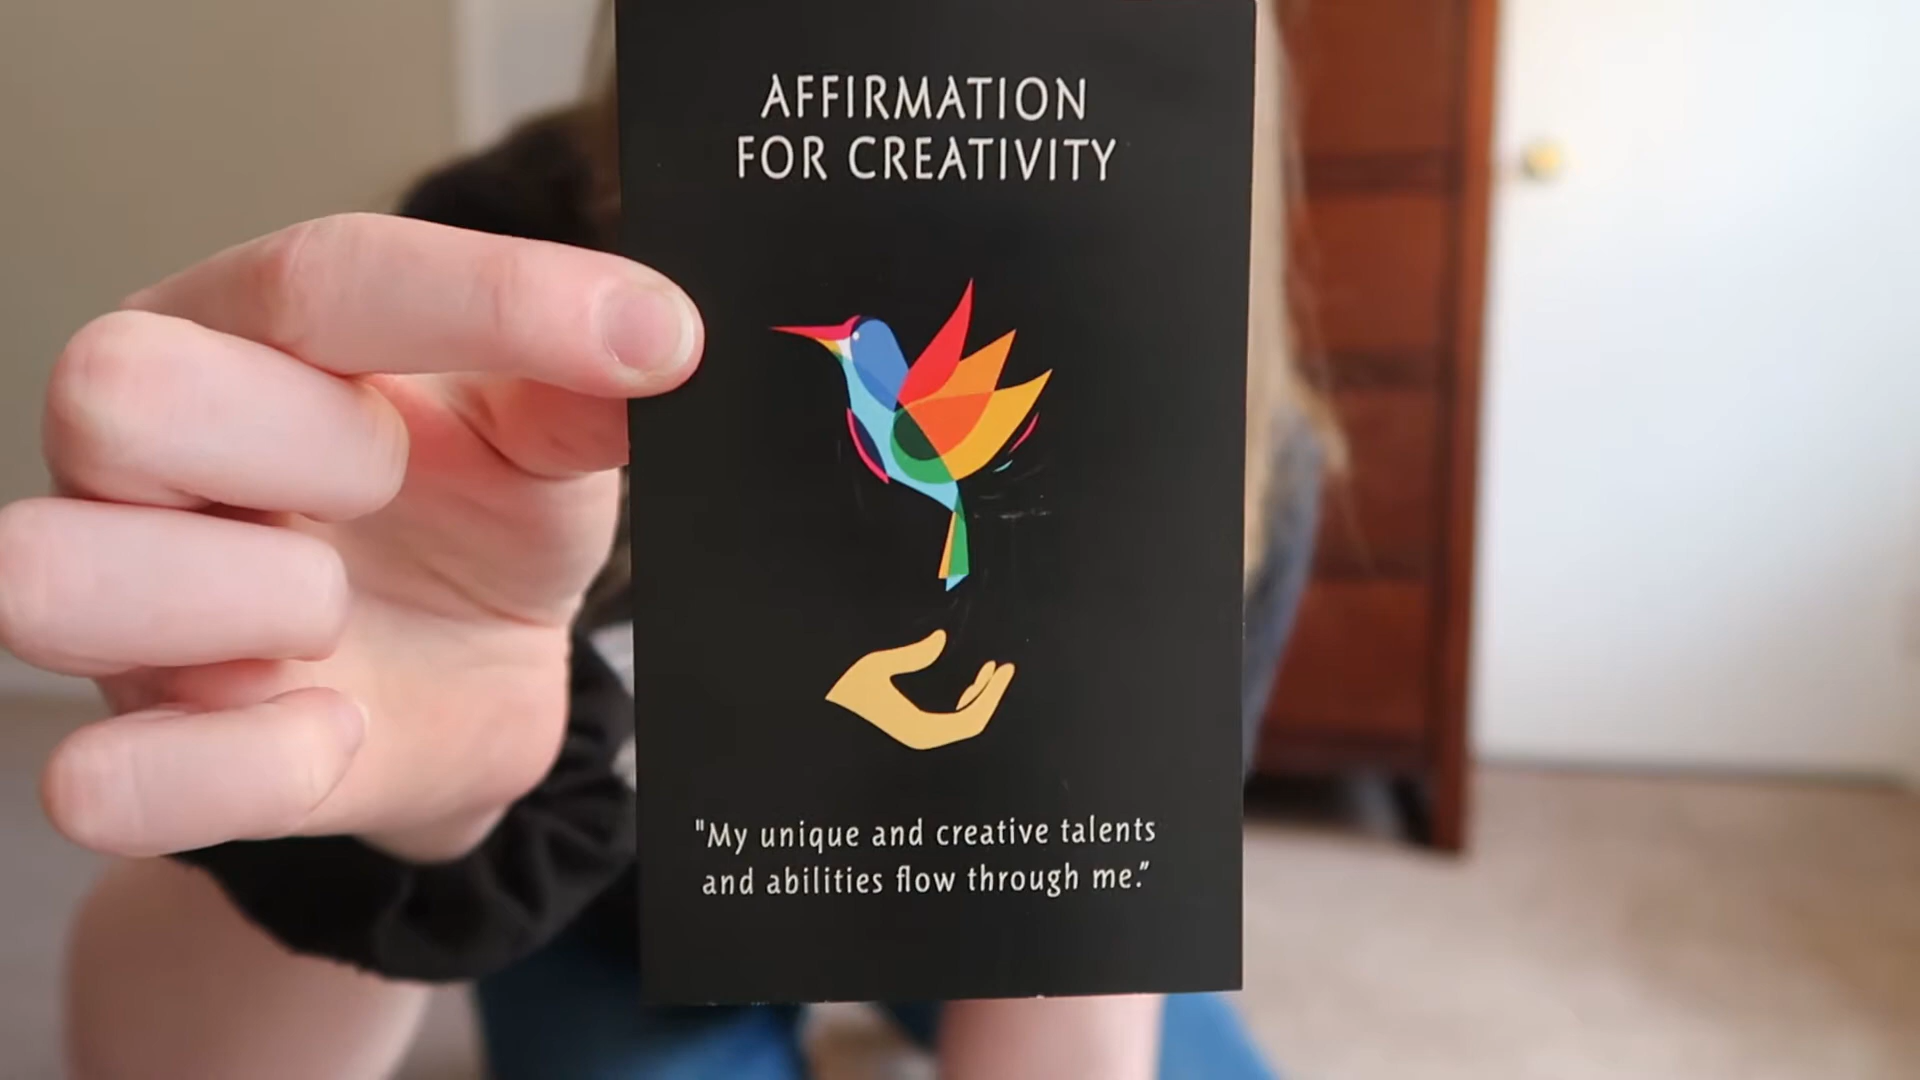 AFFIRMATION
FOR CREATIVITY
"My unique and creative talents
and abilities flow through me.”